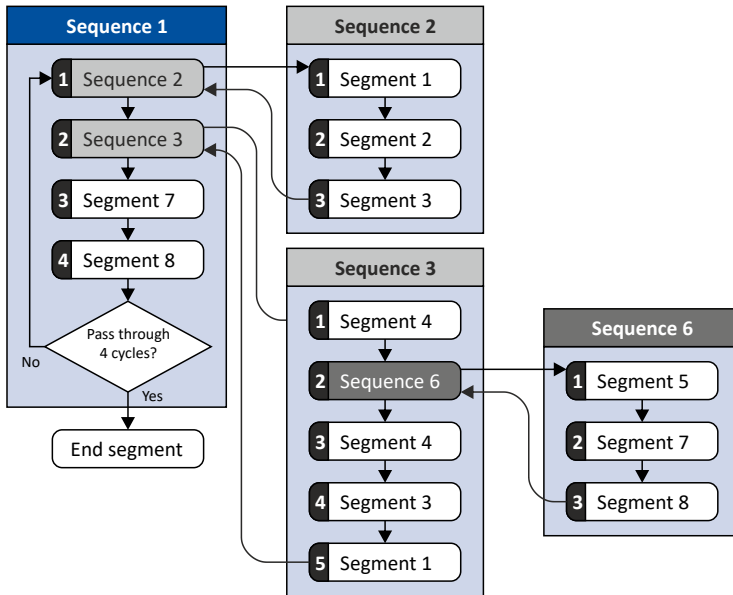 Sequence 1
1 Sequence 2
2 Sequence 3
3 Segment 7
4 Segment 8
Pass through
4 cycles?
No
Yes
End segment
Sequence 2
1 Segment 1
2 Segment 2
3 Segment 3
Sequence 3
1 Segment 4
2 Sequence 6
3 Segment 4
4 Segment 3
5 Segment 1
Sequence 6
1 Segment 5
2 Segment 7
3 Segment 8